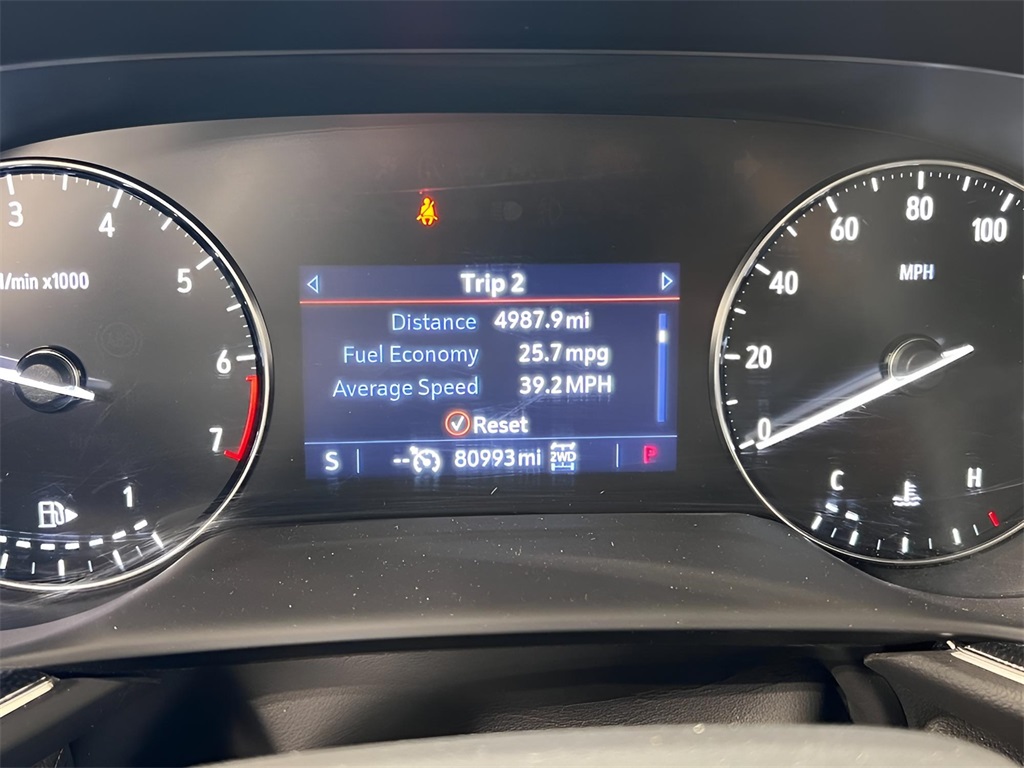 3
4
/min x1000
5
6
7
1
Trip 2
Distance 4987.9 mi
Fuel Economy 25.7 mpg
Average Speed 39.2 MPH
Reset
S -- 80993 mi 2WD P
0
20
40
60
80
100
MPH
C H